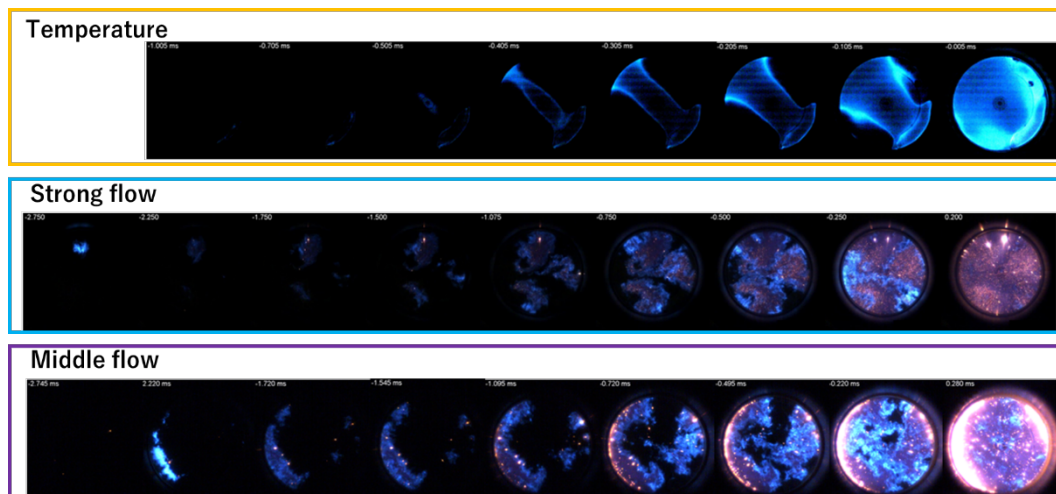 Temperature
-1.005 ms -0.705 ms -0.505 ms -0.405 ms -0.305 ms -0.205 ms -0.105 ms -0.005 ms
Strong flow
-2.750 -2.250 -1.750 -1.500 -1.075 -0.750 -0.500 -0.250 0.200
Middle flow
-2.745 ms 2.220 ms -1.720 ms -1.545 ms -1.095 ms -0.720 ms -0.495 ms -0.220 ms 0.280 ms